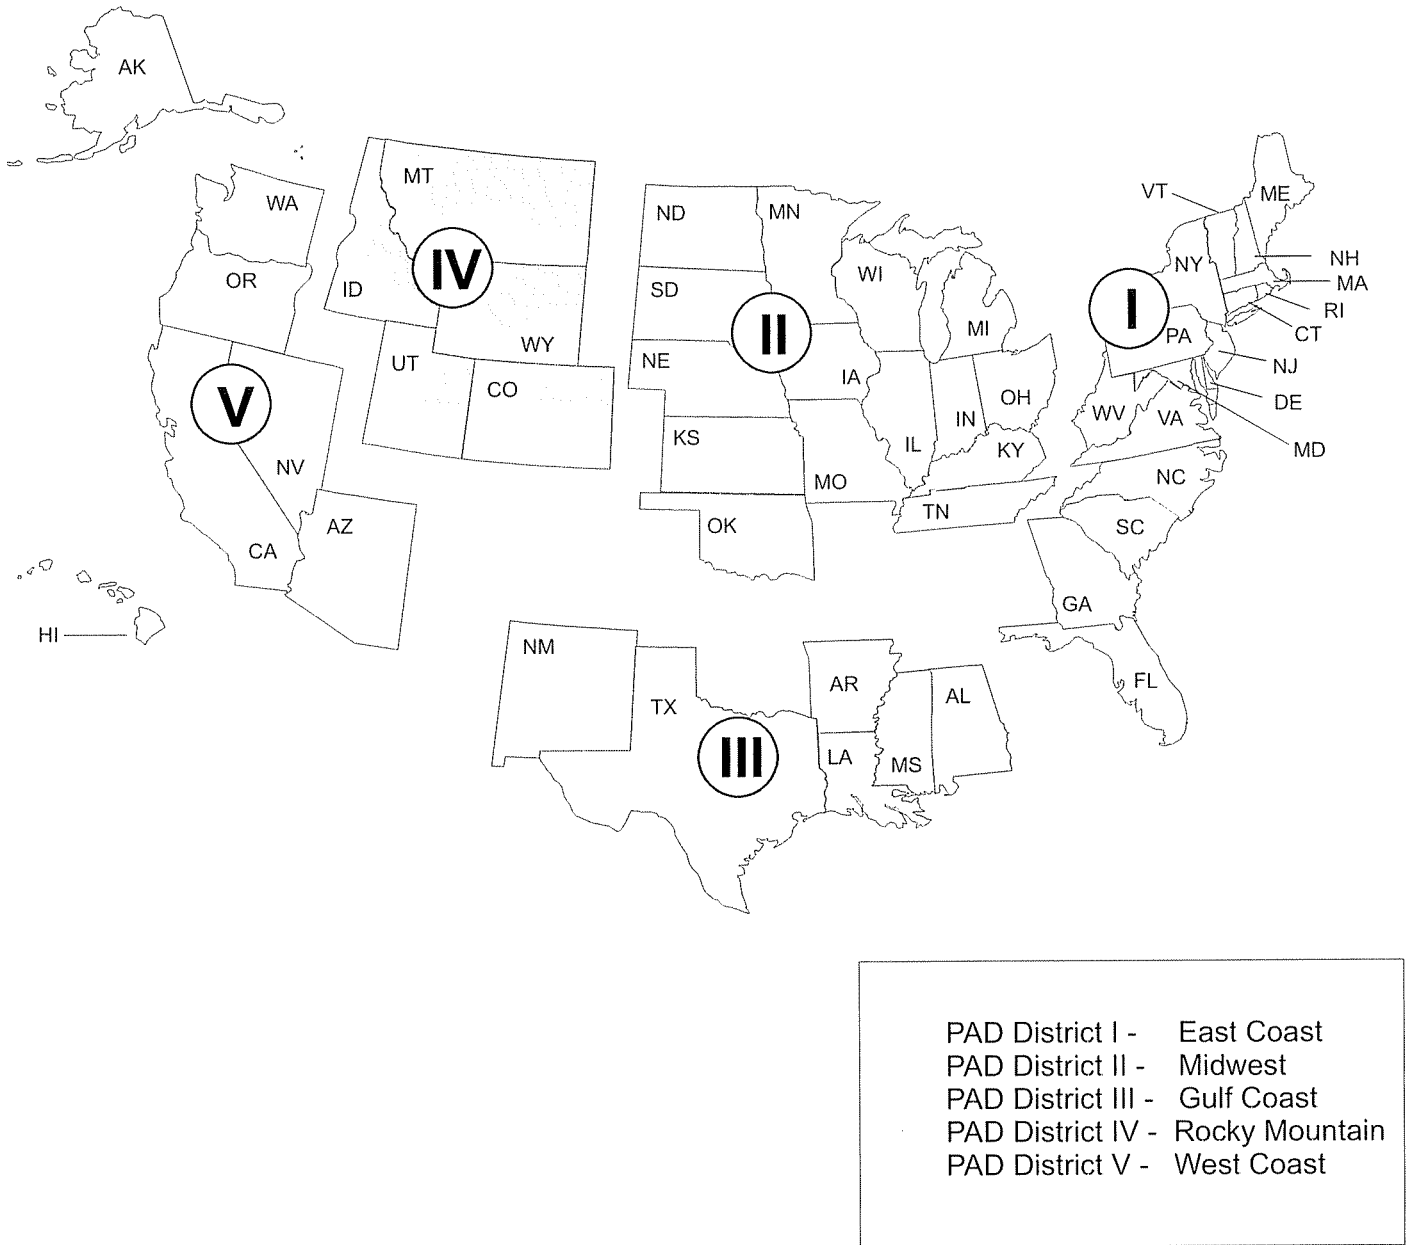 AK
MT
WA
ND
MN
VT
ME
OR
ID
IV
SD
WI
NY
NH
MA
I
RI
II
MI
PA
CT
WY
UT
NE
NJ
CO
IA
OH
DE
V
WV
VA
IN
KS
IL
KY
MD
NV
MO
NC
TN
AZ
OK
SC
CA
GA
HI
NM
AR
FL
TX
AL
III
LA
MS
PAD District I - East Coast
PAD District II - Midwest
PAD District III - Gulf Coast
PAD District IV - Rocky Mountain
PAD District V - West Coast